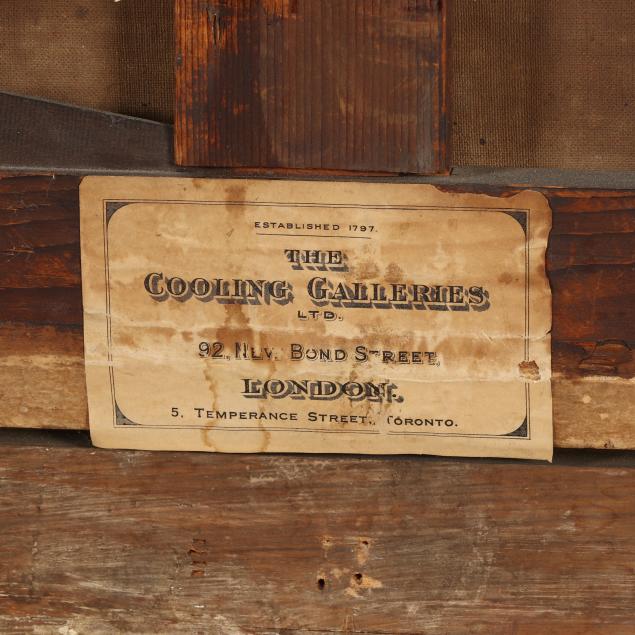 ESTABLISHED 1797.
THE
COOLING GALLERIES
LTD.
92, NEW BOND STREET,
LONDON.
5, TEMPERANCE STREET., TORONTO.